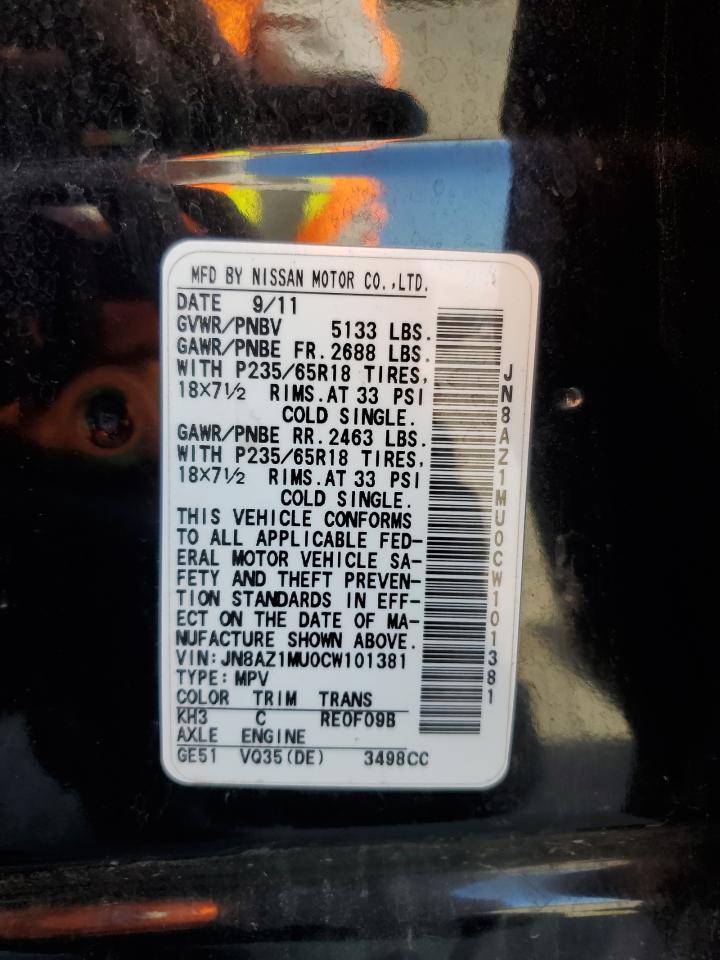 MFD BY NISSAN MOTOR CO.,LTD.
DATE 9/11
GVWR/PNBV 5133 LBS.
GAWR/PNBE FR. 2688 LBS.
WITH P235/65R18 TIRES,
18X7½ RIMS. AT 33 PSI
COLD SINGLE.
GAWR/PNBE RR. 2463 LBS.
WITH P235/65R18 TIRES,
18X7½ RIMS. AT 33 PSI
COLD SINGLE.
THIS VEHICLE CONFORMS
TO ALL APPLICABLE FED-
ERAL MOTOR VEHICLE SA-
FETY AND THEFT PREVEN-
TION STANDARDS IN EFF-
ECT ON THE DATE OF MA-
NUFACTURE SHOWN ABOVE.
VIN:JN8AZ1MU0CW101381
TYPE:MPV
COLOR TRIM TRANS
KH3 C RE0F09B
AXLE ENGINE
GE51 VQ35(DE) 3498CC
JN8AZ1MU0CW101381